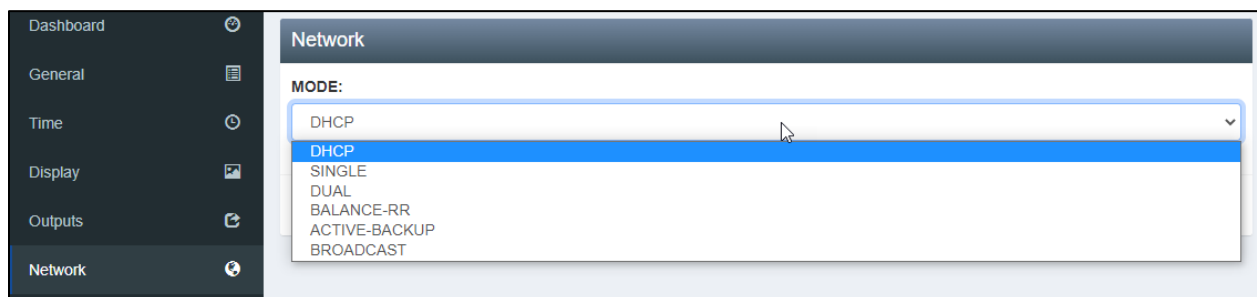 Dashboard
General
Time
Display
Outputs
Network
Network
MODE:
DHCP
DHCP
SINGLE
DUAL
BALANCE-RR
ACTIVE-BACKUP
BROADCAST